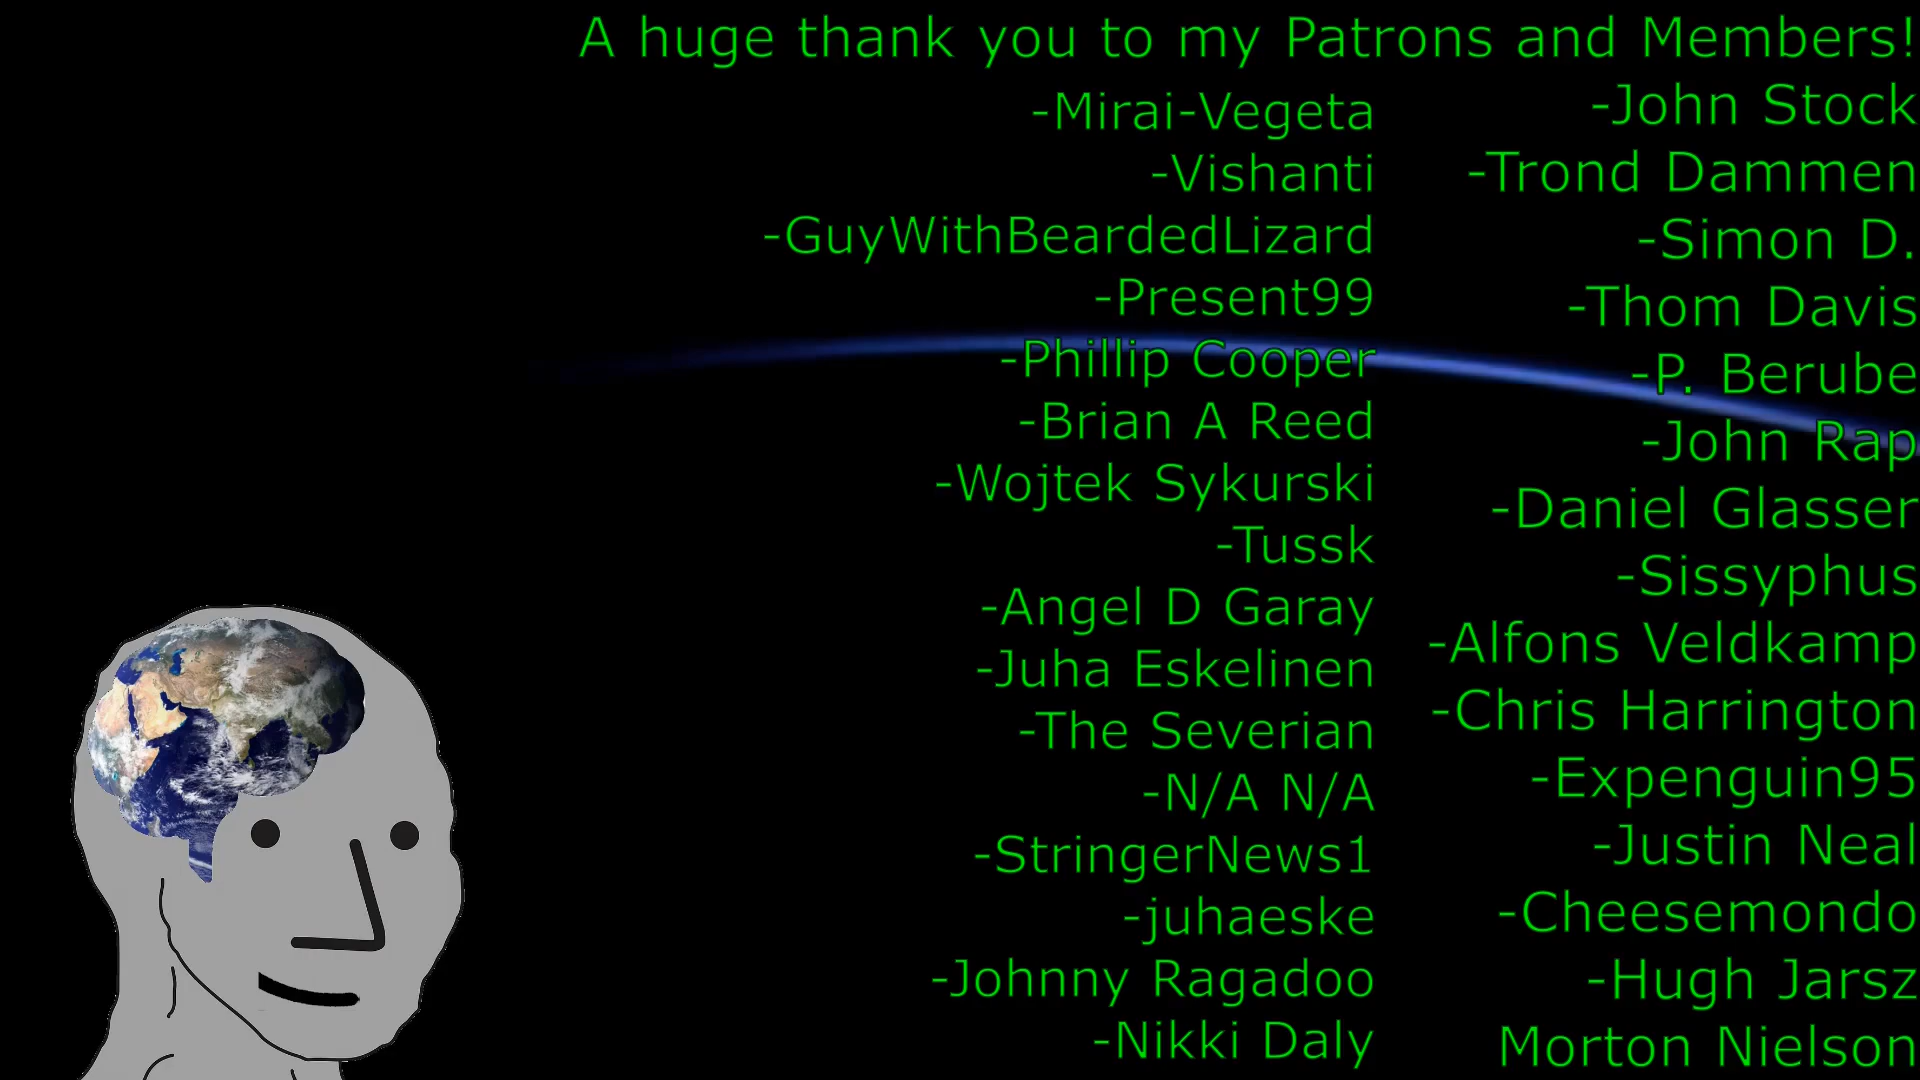 A huge thank you to my Patrons and Members!
-Mirai-Vegeta
-Vishanti
-GuyWithBeardedLizard
-Present99
-Phillip Cooper
-Brian A Reed
-Wojtek Sykurski
-Tussk
-Angel D Garay
-Juha Eskelinen
-The Severian
-N/A N/A
-StringerNews1
-juhaeske
-Johnny Ragadoo
-Nikki Daly
-John Stock
-Trond Dammen
-Simon D.
-Thom Davis
-P. Berube
-John Rap
-Daniel Glasser
-Sissyphus
-Alfons Veldkamp
-Chris Harrington
-Expenguin95
-Justin Neal
-Cheesemondo
-Hugh Jarsz
Morton Nielson